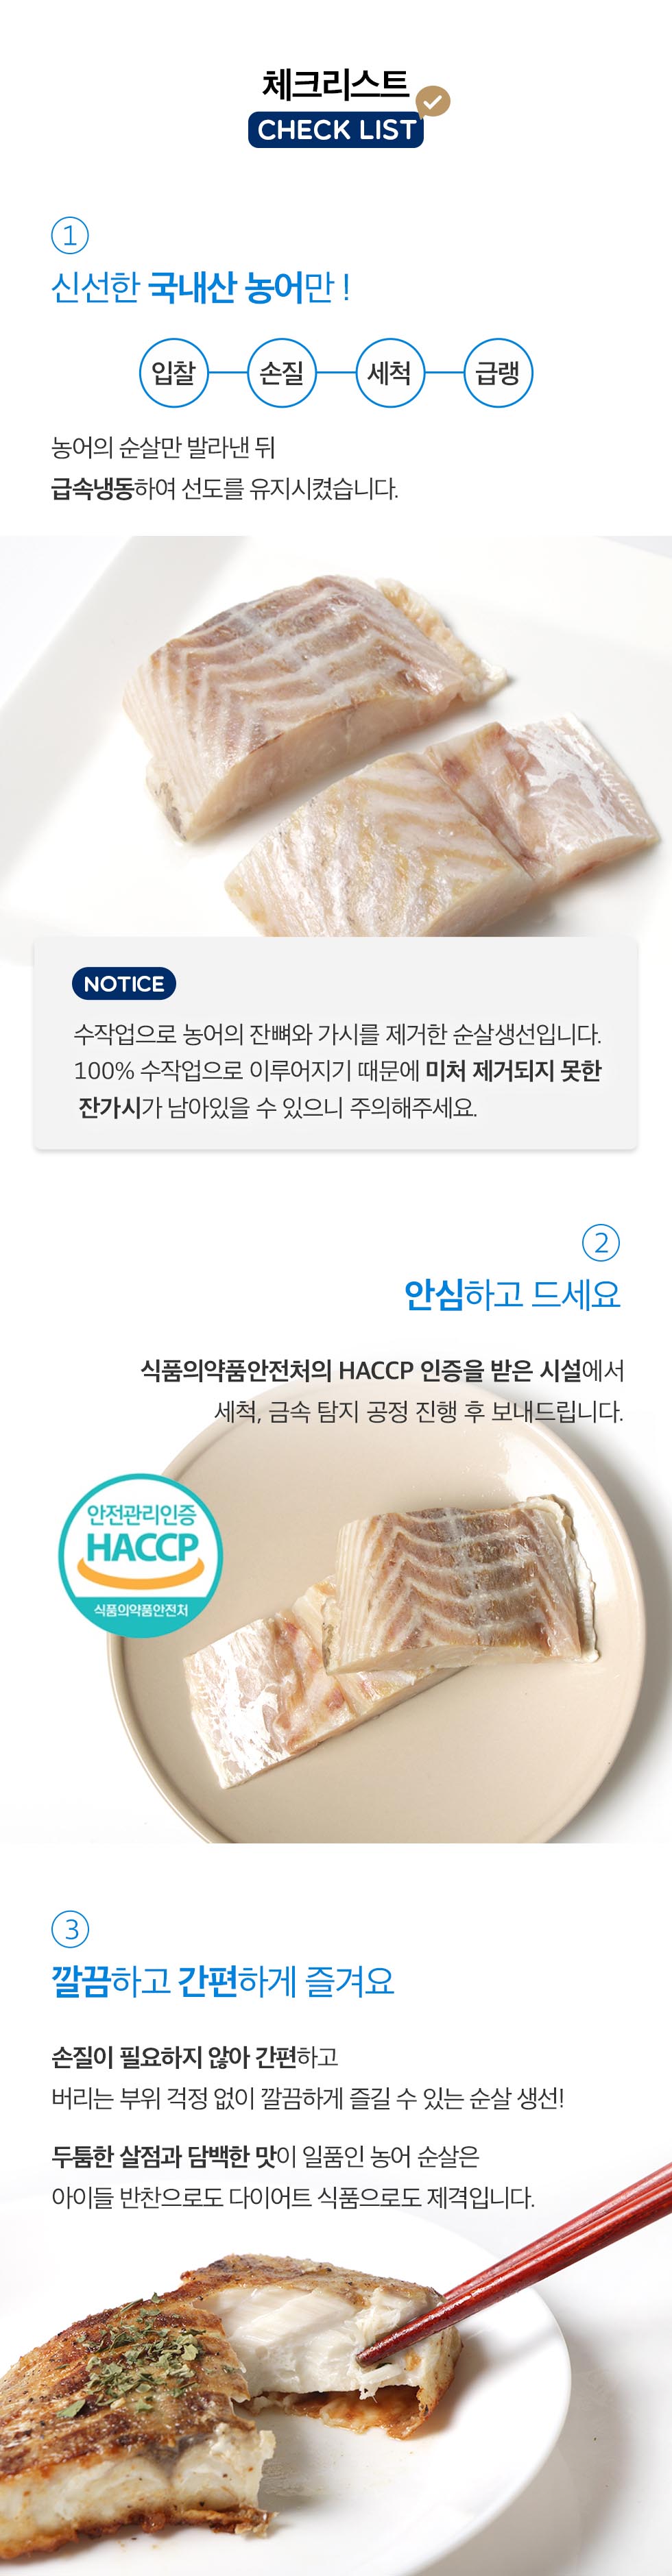 체크리스트
CHECK LIST
1
신선한 국내산 농어만 !
입찰 손질 세척 급랭
농어의 순살만 발라낸 뒤
급속냉동하여 선도를 유지시켰습니다.
NOTICE
수작업으로 농어의 잔뼈와 가시를 제거한 순살생선입니다.
100% 수작업으로 이루어지기 때문에 미처 제거되지 못한
잔가시가 남아있을 수 있으니 주의해주세요.
2
안심하고 드세요
식품의약품안전처의 HACCP 인증을 받은 시설에서
세척, 금속 탐지 공정 진행 후 보내드립니다.
안전관리인증
HACCP
식품의약품안전처
3
깔끔하고 간편하게 즐겨요
손질이 필요하지 않아 간편하고
버리는 부위 걱정 없이 깔끔하게 즐길 수 있는 순살 생선!
두툼한 살점과 담백한 맛이 일품인 농어 순살은
아이들 반찬으로도 다이어트 식품으로도 제격입니다.